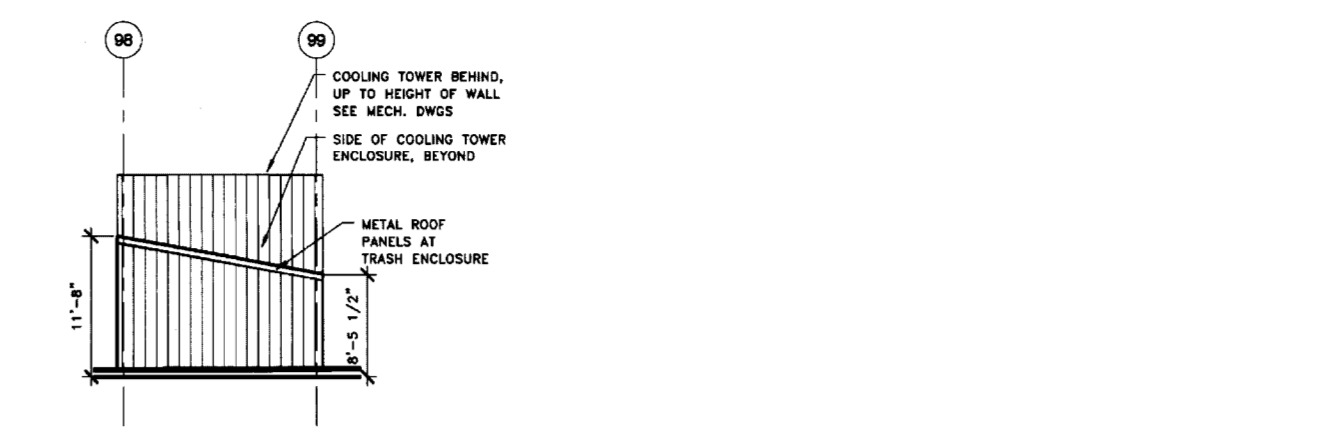 98
99
COOLING TOWER BEHIND,
UP TO HEIGHT OF WALL
SEE MECH. DWGS
SIDE OF COOLING TOWER
ENCLOSURE, BEYOND
METAL ROOF
PANELS AT
TRASH ENCLOSURE
11'-8"
8'-5 1/2"